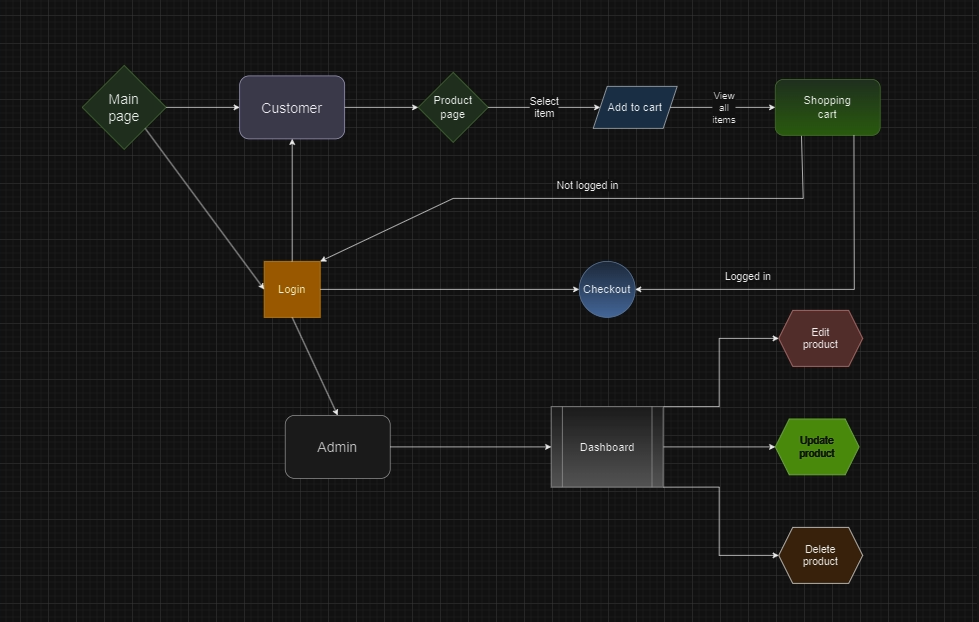 Main
page
Customer
Product
page
Select
item
Add to cart
View
all
items
Shopping
cart
Not logged in
Login
Checkout
Logged in
Edit
product
Admin
Dashboard
Update
product
Delete
product